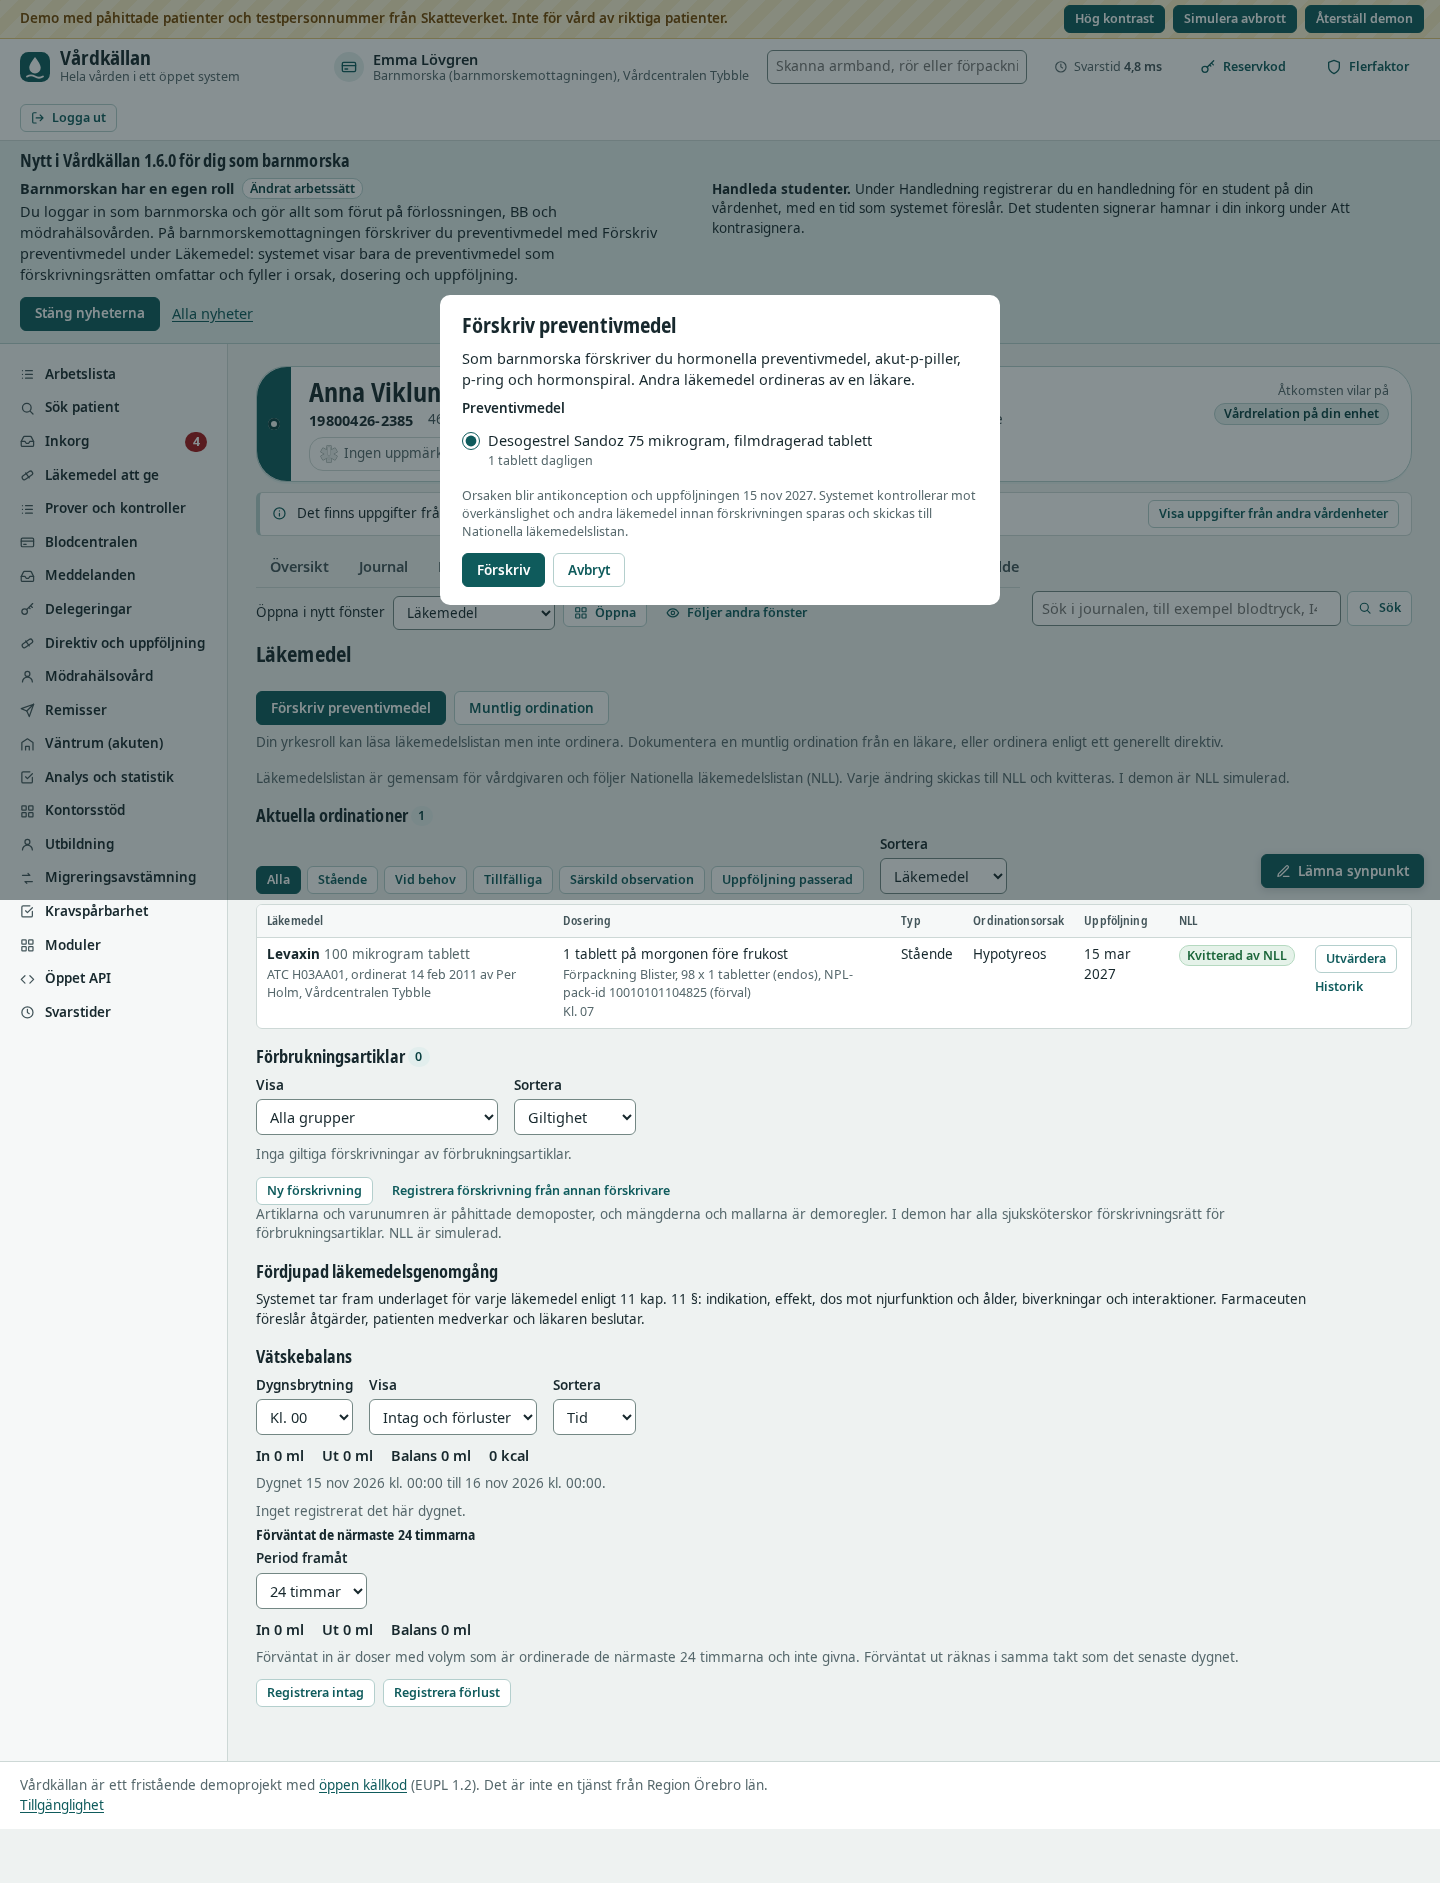 Demo med påhittade patienter och testpersonnummer från Skatteverket. Inte för vård av riktiga patienter.
Hög kontrast
Simulera avbrott
Återställ demon
Vårdkällan
Hela vården i ett öppet system
Emma Lövgren
Barnmorska (barnmorskemottagningen), Vårdcentralen Tybble
Skanna armband, rör eller förpackni
Svarstid 4,8 ms
Reservkod
Flerfaktor
Logga ut
Nytt i Vårdkällan 1.6.0 för dig som barnmorska
Barnmorskan har en egen roll Ändrat arbetssätt
Du loggar in som barnmorska och gör allt som förut på förlossningen, BB och
mödrahälsovården. På barnmorskemottagningen förskriver du preventivmedel med Förskriv
preventivmedel under Läkemedel: systemet visar bara de preventivmedel som
förskrivningsrätten omfattar och fyller i orsak, dosering och uppföljning.
Handleda studenter. Under Handledning registrerar du en handledning för en student på din
vårdenhet, med en tid som systemet föreslår. Det studenten signerar hamnar i din inkorg under Att
kontrasignera.
Stäng nyheterna
Alla nyheter
Förskriv preventivmedel
Som barnmorska förskriver du hormonella preventivmedel, akut-p-piller,
p-ring och hormonspiral. Andra läkemedel ordineras av en läkare.
Preventivmedel
Desogestrel Sandoz 75 mikrogram, filmdragerad tablett
1 tablett dagligen
Orsaken blir antikonception och uppföljningen 15 nov 2027. Systemet kontrollerar mot
överkänslighet och andra läkemedel innan förskrivningen sparas och skickas till
Nationella läkemedelslistan.
Förskriv
Avbryt
Arbetslista
Sök patient
Inkorg 4
Läkemedel att ge
Prover och kontroller
Blodcentralen
Meddelanden
Delegeringar
Direktiv och uppföljning
Mödrahälsovård
Remisser
Väntrum (akuten)
Analys och statistik
Kontorsstöd
Utbildning
Migreringsavstämning
Kravspårbarhet
Moduler
Öppet API
Svarstider
Anna Viklun
19800426-2385 46
Ingen uppmärk
Åtkomsten vilar på
Vårdrelation på din enhet
Det finns uppgifter frå
Visa uppgifter från andra vårdenheter
Översikt
Journal
lde
Öppna i nytt fönster
Läkemedel
Öppna
Följer andra fönster
Sök i journalen, till exempel blodtryck, I
Sök
Läkemedel
Förskriv preventivmedel
Muntlig ordination
Din yrkesroll kan läsa läkemedelslistan men inte ordinera. Dokumentera en muntlig ordination från en läkare, eller ordinera enligt ett generellt direktiv.
Läkemedelslistan är gemensam för vårdgivaren och följer Nationella läkemedelslistan (NLL). Varje ändring skickas till NLL och kvitteras. I demon är NLL simulerad.
Aktuella ordinationer 1
Alla
Stående
Vid behov
Tillfälliga
Särskild observation
Uppföljning passerad
Sortera
Läkemedel
Lämna synpunkt
Läkemedel Dosering Typ Ordinationsorsak Uppföljning NLL
Levaxin 100 mikrogram tablett
ATC H03AA01, ordinerat 14 feb 2011 av Per
Holm, Vårdcentralen Tybble
1 tablett på morgonen före frukost
Förpackning Blister, 98 x 1 tabletter (endos), NPL-
pack-id 10010101104825 (förval)
Kl. 07
Stående
Hypotyreos
15 mar
2027
Kvitterad av NLL
Utvärdera
Historik
Förbrukningsartiklar 0
Visa
Alla grupper
Sortera
Giltighet
Inga giltiga förskrivningar av förbrukningsartiklar.
Ny förskrivning
Registrera förskrivning från annan förskrivare
Artiklarna och varunumren är påhittade demoposter, och mängderna och mallarna är demoregler. I demon har alla sjuksköterskor förskrivningsrätt för
förbrukningsartiklar. NLL är simulerad.
Fördjupad läkemedelsgenomgång
Systemet tar fram underlaget för varje läkemedel enligt 11 kap. 11 §: indikation, effekt, dos mot njurfunktion och ålder, biverkningar och interaktioner. Farmaceuten
föreslår åtgärder, patienten medverkar och läkaren beslutar.
Vätskebalans
Dygnsbrytning
Kl. 00
Visa
Intag och förluster
Sortera
Tid
In 0 ml Ut 0 ml Balans 0 ml 0 kcal
Dygnet 15 nov 2026 kl. 00:00 till 16 nov 2026 kl. 00:00.
Inget registrerat det här dygnet.
Förväntat de närmaste 24 timmarna
Period framåt
24 timmar
In 0 ml Ut 0 ml Balans 0 ml
Förväntat in är doser med volym som är ordinerade de närmaste 24 timmarna och inte givna. Förväntat ut räknas i samma takt som det senaste dygnet.
Registrera intag
Registrera förlust
Vårdkällan är ett fristående demoprojekt med öppen källkod (EUPL 1.2). Det är inte en tjänst från Region Örebro län.
Tillgänglighet